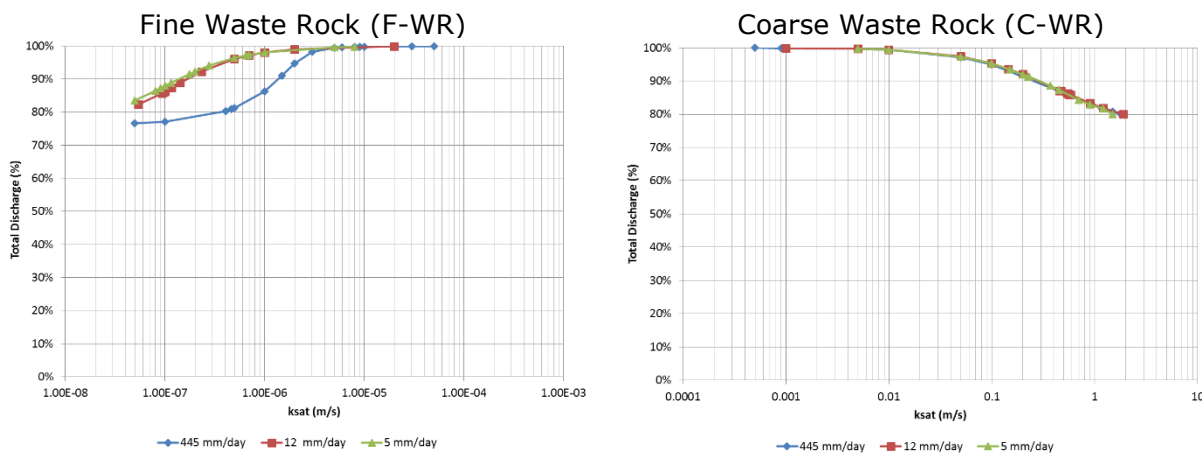 Fine Waste Rock (F-WR)
100%
90%
80%
70%
60%
50%
40%
30%
20%
10%
0%
Total Discharge (%)
1.00E-08 1.00E-07 1.00E-06 1.00E-05 1.00E-04 1.00E-03
ksat (m/s)
445 mm/day 12 mm/day 5 mm/day
Coarse Waste Rock (C-WR)
100%
90%
80%
70%
60%
50%
40%
30%
20%
10%
0%
Total Discharge (%)
0.0001 0.001 0.01 0.1 1 10
ksat (m/s)
445 mm/day 12 mm/day 5 mm/day